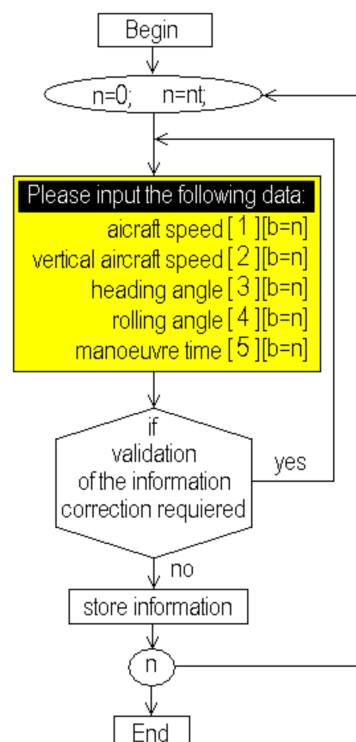 Begin
n=0; n=nt;
Please input the following data:
aicraft speed [ 1 ][b=n]
vertical aircraft speed [ 2 ][b=n]
heading angle [ 3 ][b=n]
rolling angle [ 4 ][b=n]
manoeuvre time [ 5 ][b=n]
if
validation
of the information
correction requiered
yes
no
store information
n
End